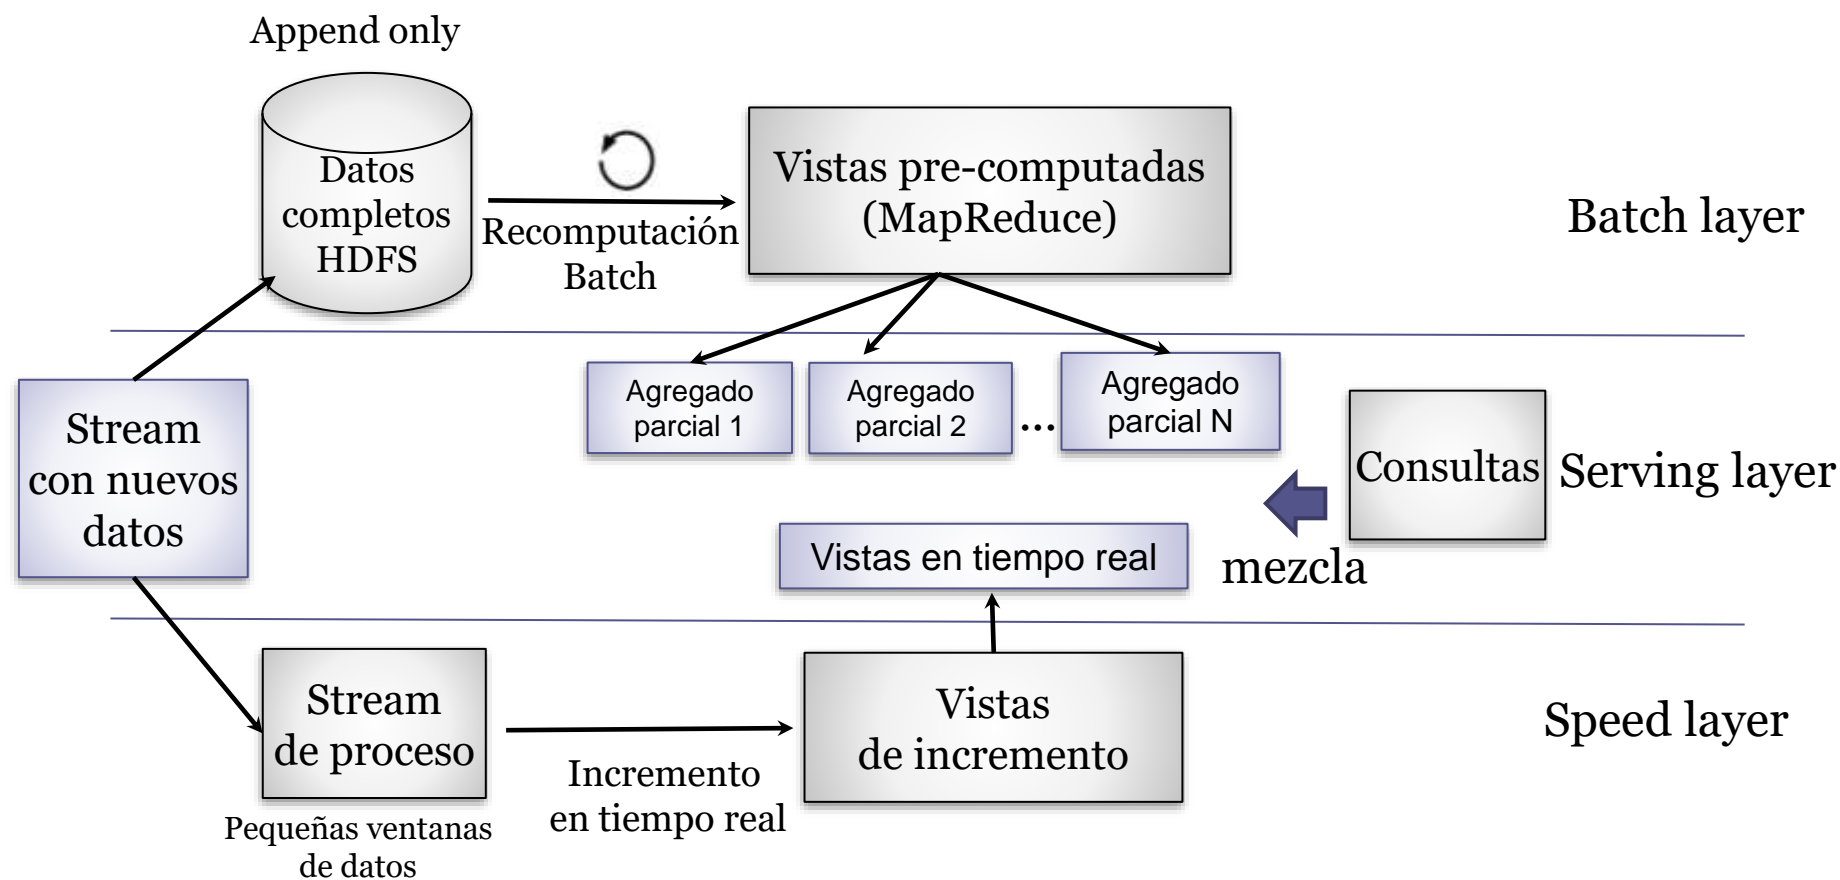 Append only
Datos
completos
HDFS
Recomputación
Batch
Vistas pre-computadas
(MapReduce)
Batch layer
Stream
con nuevos
datos
Agregado
parcial 1
Agregado
parcial 2
...
Agregado
parcial N
Consultas
Serving layer
Vistas en tiempo real
mezcla
Stream
de proceso
Pequeñas ventanas
de datos
Incremento
en tiempo real
Vistas
de incremento
Speed layer